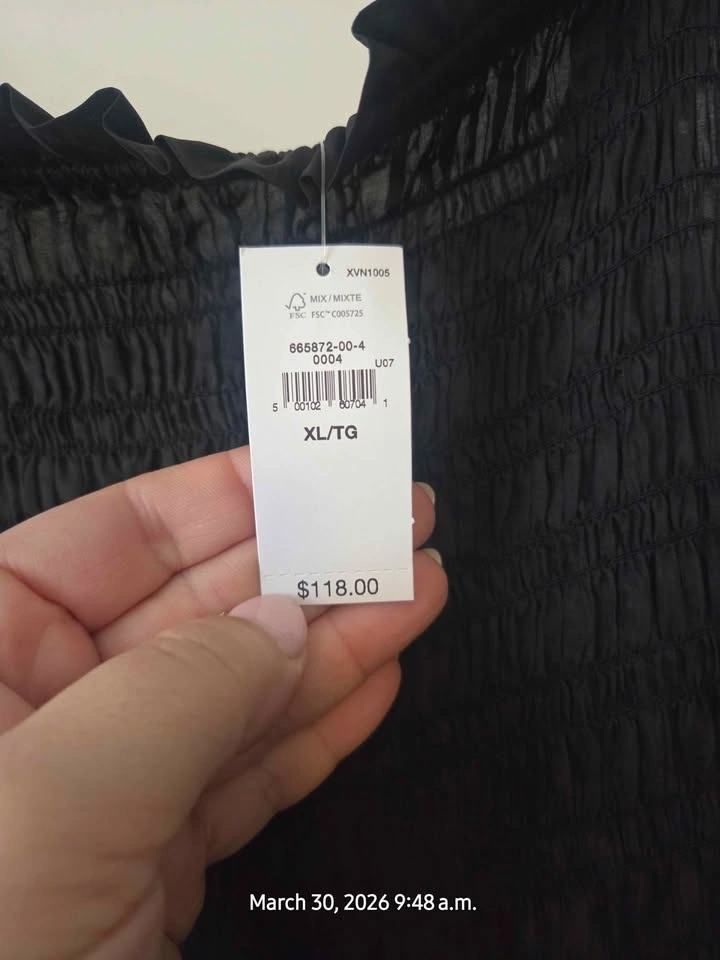 XVN1005
MIX / MIXTE
FSC FSC™ C005725
665872-00-4
0004
U07
5 00102 60704 1
XL/TG
$118.00
March 30, 2026 9:48 a.m.